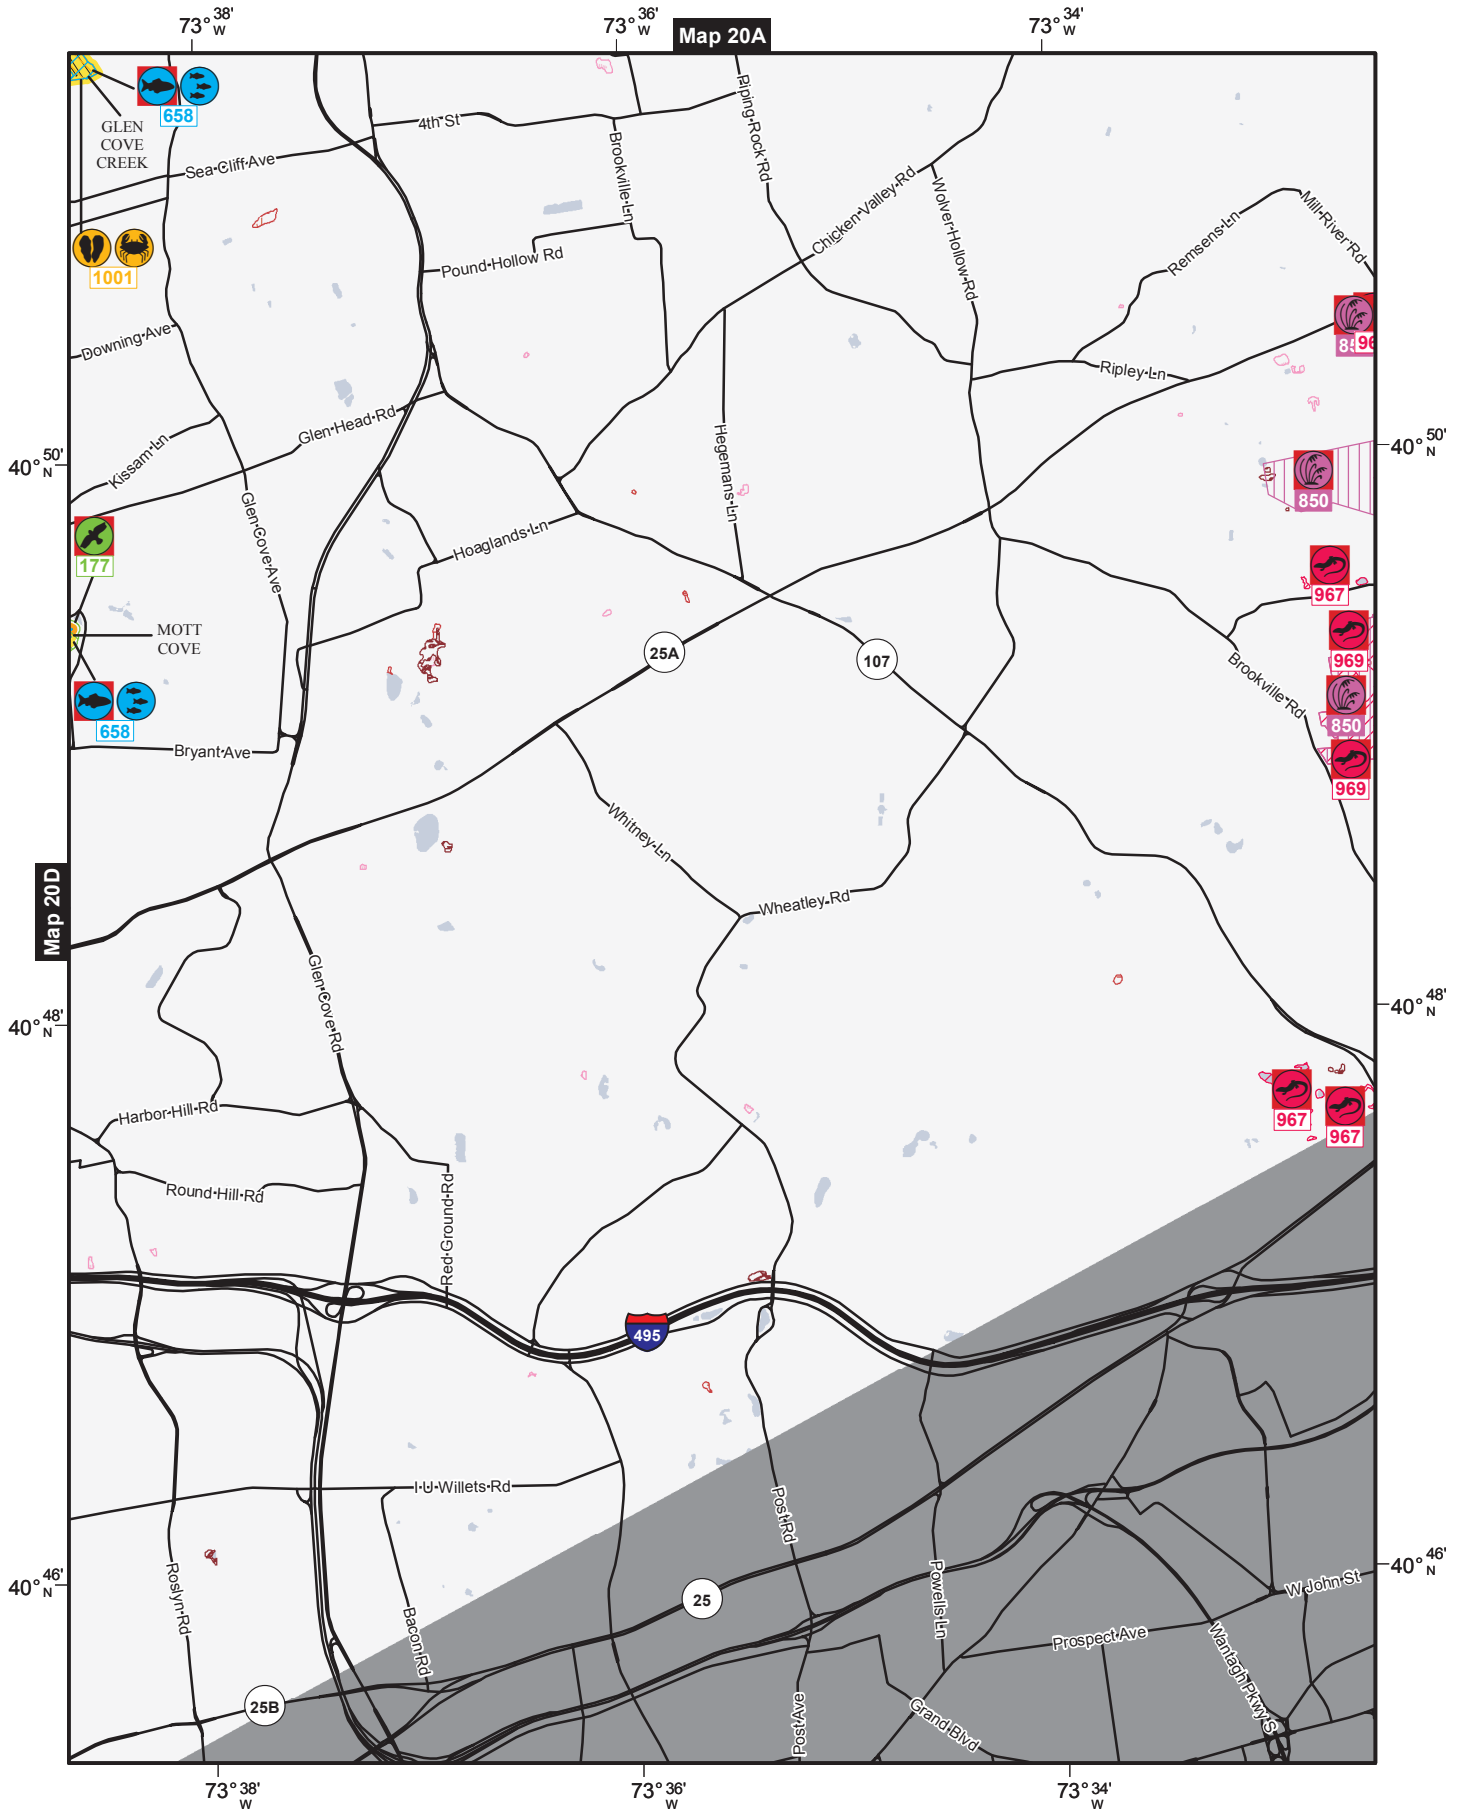 73° 38' W
73° 36' W
73° 34' W
Map 20A
658
GLEN
COVE
CREEK
4th St
Sea Cliff Ave
Brookville Ln
Piping Rock Rd
Chicken Valley Rd
Wolver Hollow Rd
Remsens Ln
Mill River Rd
1001
Pound Hollow Rd
Downing Ave
85
96
Ripley Ln
Glen Head Rd
Kissam Ln
40° 50' N
40° 50' N
Hegemans Ln
850
Glen Cove Ave
Hoaglands Ln
177
967
MOTT
COVE
25A
107
969
Brookville Rd
658
850
Bryant Ave
969
Whitney Ln
Map 20D
Wheatley Rd
Glen Cove Rd
40° 48' N
40° 48' N
Harbor Hill Rd
967
967
Round Hill Rd
Red Ground Rd
495
I U Willets Rd
Post Rd
40° 46' N
40° 46' N
Roslyn Rd
Bacon Rd
25
Powells Ln
W John St
Prospect Ave
Wantagh Pkwy S
25B
Post Ave
Grand Blvd
73° 38' W
73° 36' W
73° 34' W